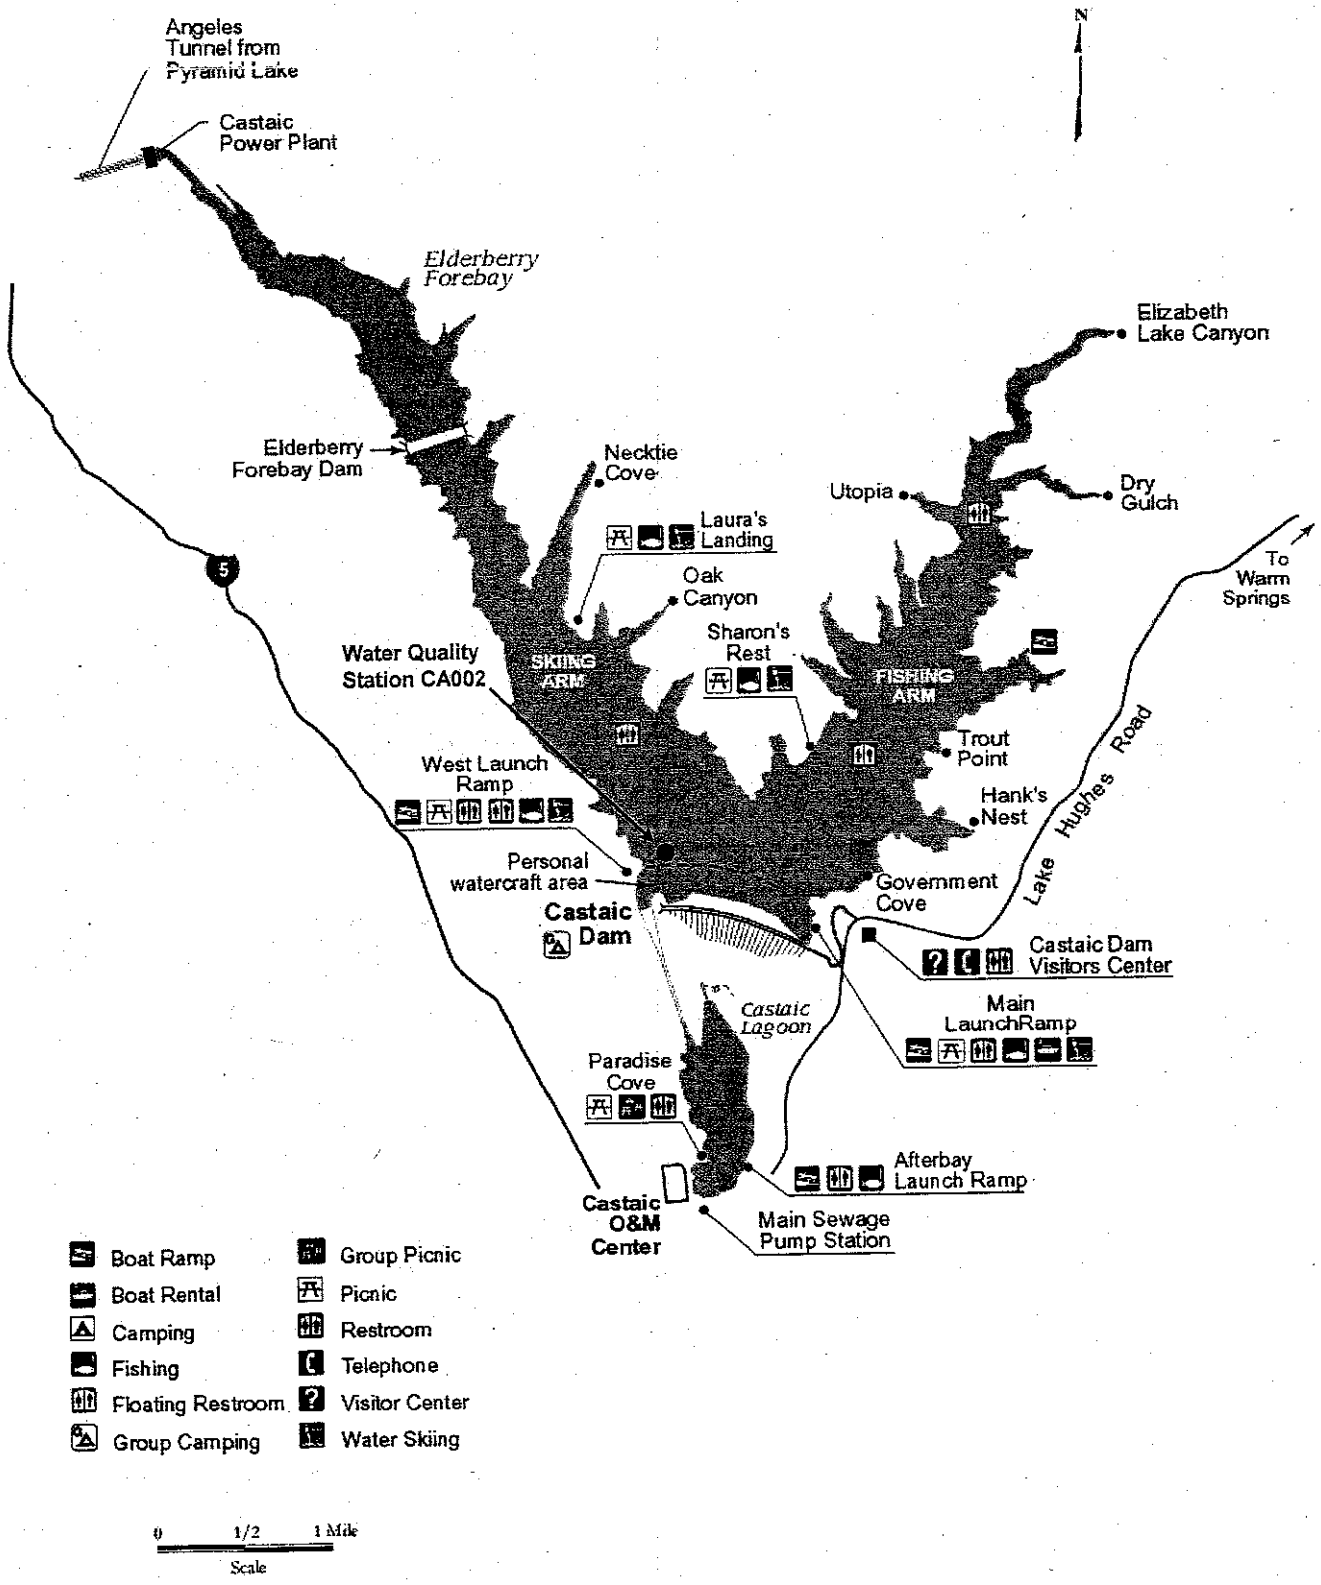 Angeles
Tunnel from
Pyramid Lake
N
Castaic
Power Plant
Elderberry
Forebay
Elizabeth
Lake Canyon
Elderberry
Forebay Dam
Necktie
Cove
Utopia
Dry
Gulch
Laura's
Landing
5
To
Warm
Springs
Oak
Canyon
Sharon's
Rest
Water Quality
Station CA002
SKIING
ARM
FISHING
ARM
Trout
Point
West Launch
Ramp
Hank's
Nest
Lake Hughes Road
Personal
watercraft area
Government
Cove
Castaic
Dam
Castaic Dam
Visitors Center
Castaic
Lagoon
Main
LaunchRamp
Paradise
Cove
Afterbay
Launch Ramp
Castaic
O&M
Center
Main Sewage
Pump Station
Boat Ramp
Boat Rental
Camping
Fishing
Floating Restroom
Group Camping
Group Picnic
Picnic
Restroom
Telephone
? Visitor Center
Water Skiing
0 1/2 1 Mile
Scale